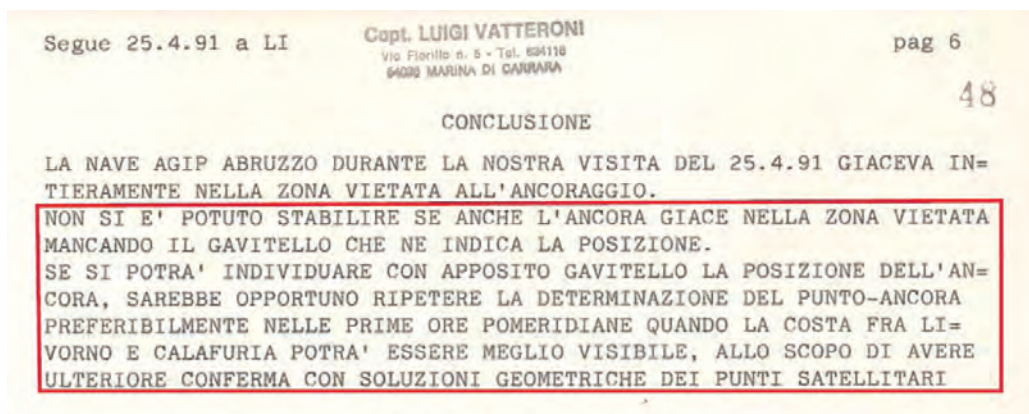 Segue 25.4.91 a LI
Capt. LUIGI VATTERONI
Via Fiorillo n. 5 - Tel. 634116
54036 MARINA DI CARRARA
pag 6
48
CONCLUSIONE
LA NAVE AGIP ABRUZZO DURANTE LA NOSTRA VISITA DEL 25.4.91 GIACEVA IN=
TIERAMENTE NELLA ZONA VIETATA ALL'ANCORAGGIO.
NON SI E' POTUTO STABILIRE SE ANCHE L'ANCORA GIACE NELLA ZONA VIETATA
MANCANDO IL GAVITELLO CHE NE INDICA LA POSIZIONE.
SE SI POTRA' INDIVIDUARE CON APPOSITO GAVITELLO LA POSIZIONE DELL'AN=
CORA, SAREBBE OPPORTUNO RIPETERE LA DETERMINAZIONE DEL PUNTO-ANCORA
PREFERIBILMENTE NELLE PRIME ORE POMERIDIANE QUANDO LA COSTA FRA LI=
VORNO E CALAFURIA POTRA' ESSERE MEGLIO VISIBILE, ALLO SCOPO DI AVERE
ULTERIORE CONFERMA CON SOLUZIONI GEOMETRICHE DEI PUNTI SATELLITARI